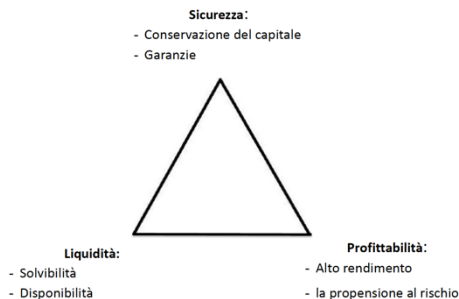 Sicurezza:
- Conservazione del capitale
- Garanzie
Liquidità:
- Solvibilità
- Disponibilità
Profittabilità:
- Alto rendimento
- la propensione al rischio